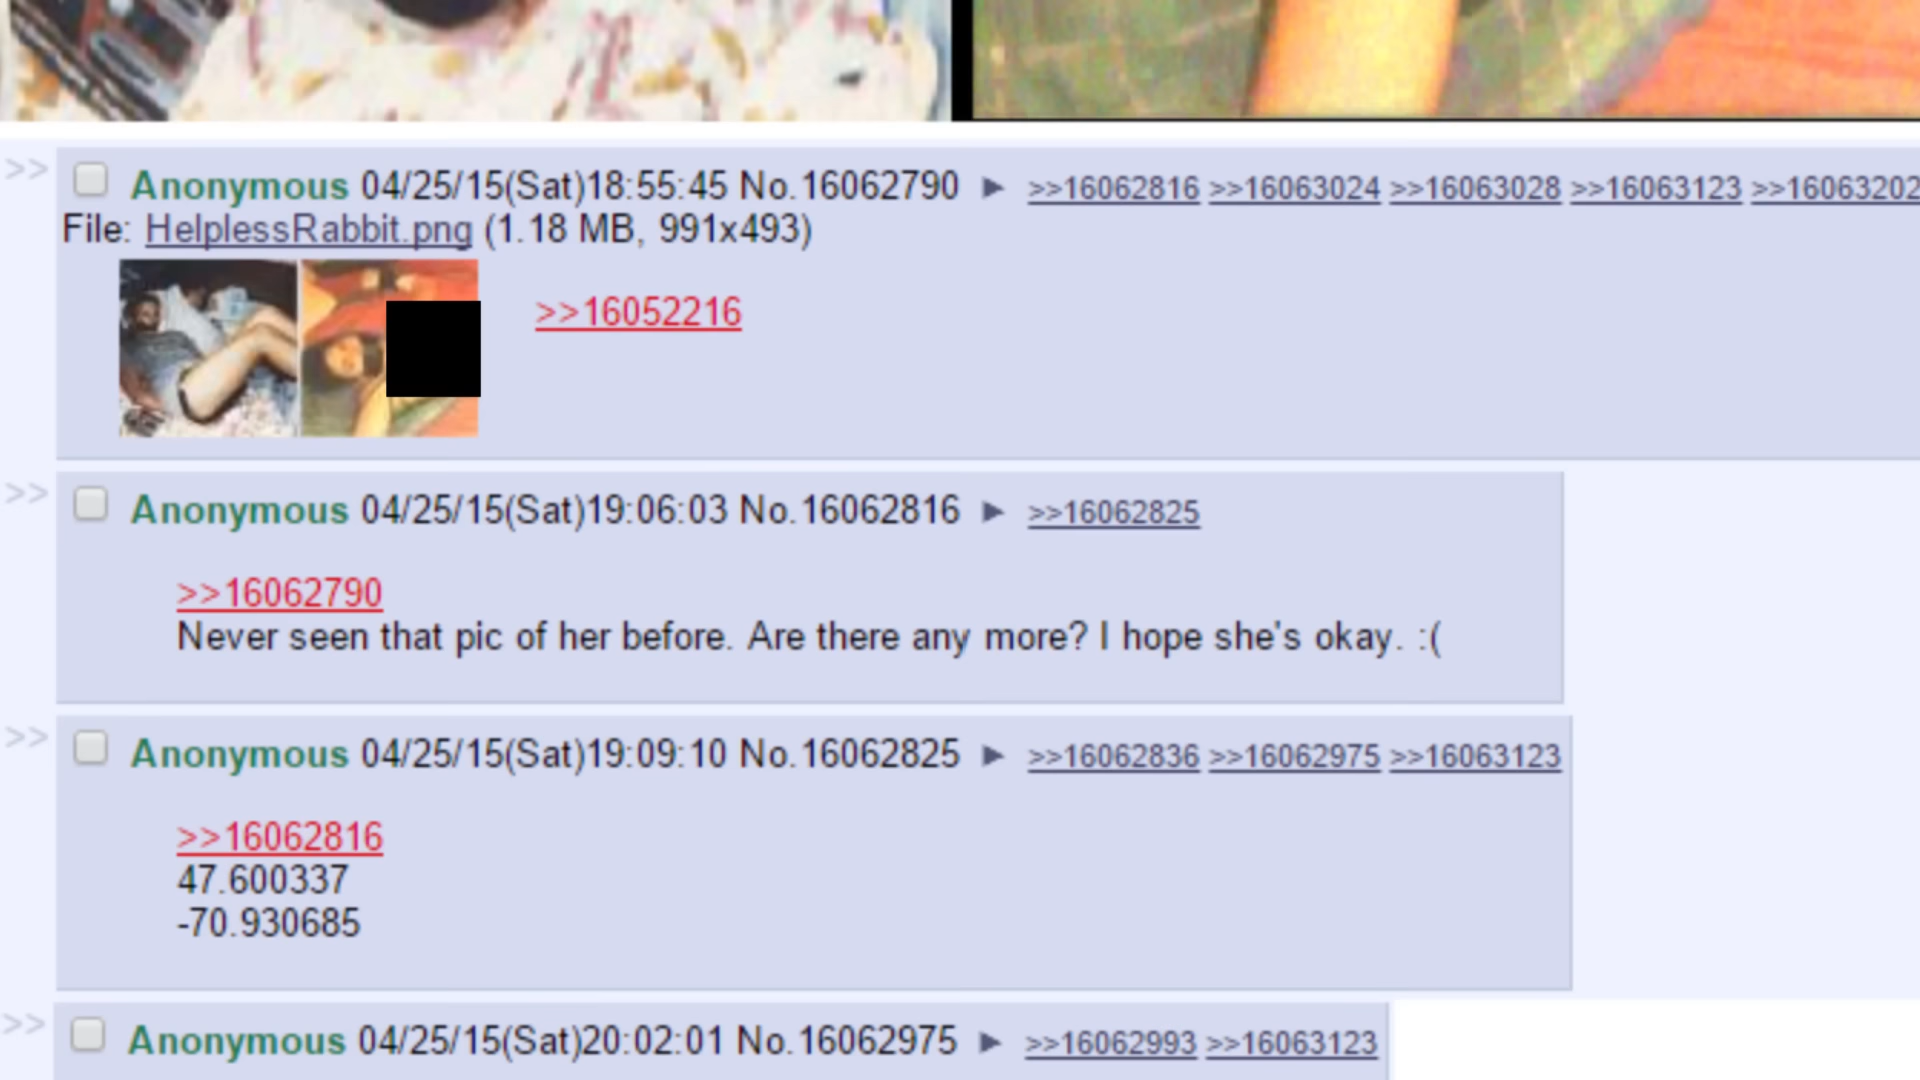 >> Anonymous 04/25/15(Sat)18:55:45 No.16062790 ▶ >>16062816 >>16063024 >>16063028 >>16063123 >>16063202
File: HelplessRabbit.png (1.18 MB, 991x493)
>>16052216
>> Anonymous 04/25/15(Sat)19:06:03 No.16062816 ▶ >>16062825
>>16062790
Never seen that pic of her before. Are there any more? I hope she's okay. :(
>> Anonymous 04/25/15(Sat)19:09:10 No.16062825 ▶ >>16062836 >>16062975 >>16063123
>>16062816
47.600337
-70.930685
>> Anonymous 04/25/15(Sat)20:02:01 No.16062975 ▶ >>16062993 >>16063123